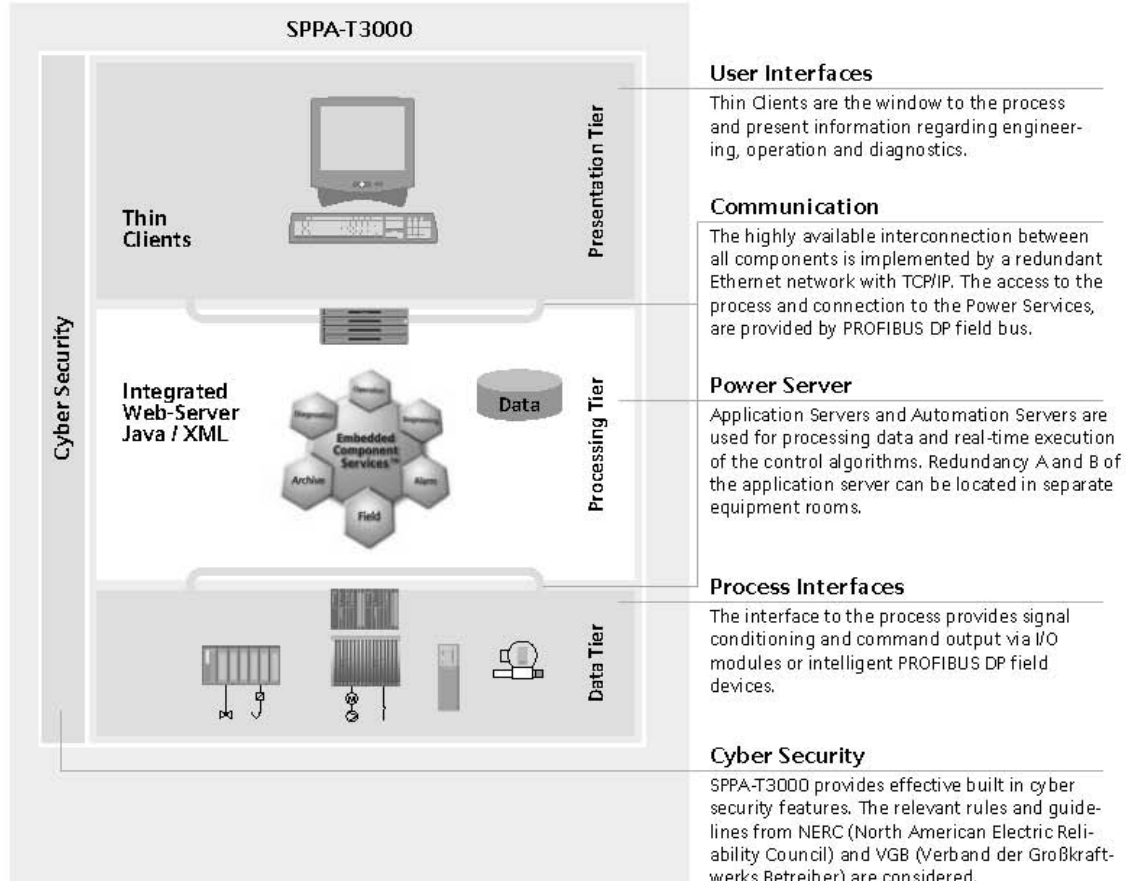 SPPA-T3000
Cyber Security
Thin
Clients
Presentation Tier
Integrated
Web-Server
Java / XML
Operation
Diagnostics
Engineering
Embedded
Component
Services™
Archive
Alarm
Field
Data
Processing Tier
Data Tier
M
User Interfaces
Thin Clients are the window to the process
and present information regarding engineer-
ing, operation and diagnostics.
Communication
The highly available interconnection between
all components is implemented by a redundant
Ethernet network with TCP/IP. The access to the
process and connection to the Power Services,
are provided by PROFIBUS DP field bus.
Power Server
Application Servers and Automation Servers are
used for processing data and real-time execution
of the control algorithms. Redundancy A and B of
the application server can be located in separate
equipment rooms.
Process Interfaces
The interface to the process provides signal
conditioning and command output via I/O
modules or intelligent PROFIBUS DP field
devices.
Cyber Security
SPPA-T3000 provides effective built in cyber
security features. The relevant rules and guide-
lines from NERC (North American Electric Reli-
ability Council) and VGB (Verband der Großkraft-
werks Betreiber) are considered.